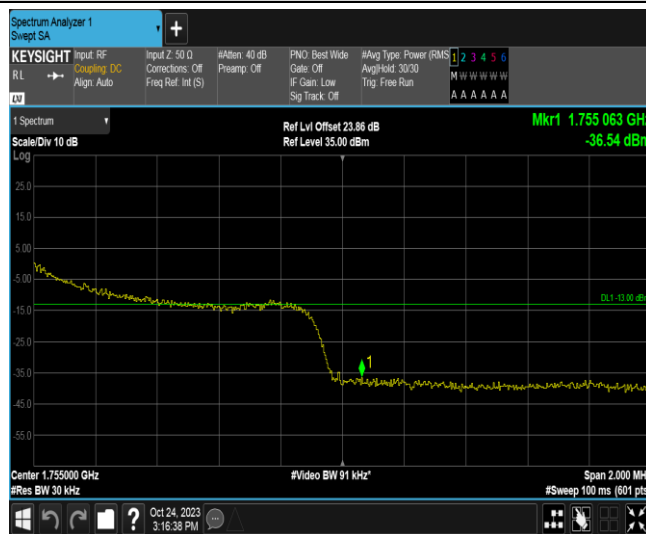 Spectrum Analyzer 1
Swept SA
+
KEYSIGHT
RL
LXI
Input: RF
Coupling: DC
Align: Auto
Input Z: 50 Ω
Corrections: Off
Freq Ref: Int (S)
#Atten: 40 dB
Preamp: Off
PNO: Best Wide
Gate: Off
IF Gain: Low
Sig Track: Off
#Avg Type: Power (RMS
Avg|Hold: 30/30
Trig: Free Run
1 2 3 4 5 6
M W W W W W
A A A A A A
1 Spectrum
Scale/Div 10 dB
Log
Ref Lvl Offset 23.86 dB
Ref Level 35.00 dBm
Mkr1 1.755 063 GHz
-36.54 dBm
25.0
15.0
5.00
-5.00
-15.0
-25.0
-35.0
-45.0
-55.0
DL1 -13.00 dBm
1
Center 1.755000 GHz
#Res BW 30 kHz
#Video BW 91 kHz*
Span 2.000 MH
#Sweep 100 ms (601 pts
?
Oct 24, 2023
3:16:38 PM